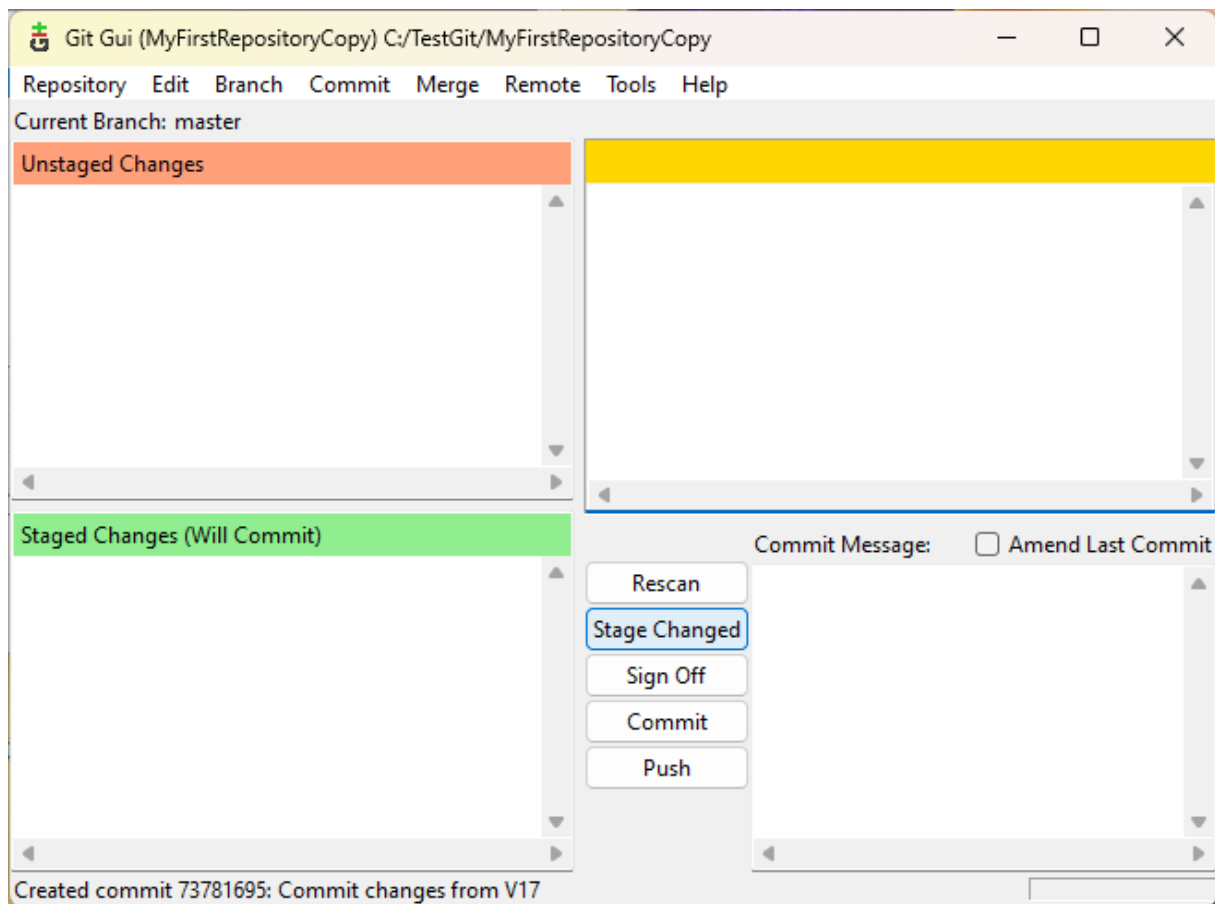 Git Gui (MyFirstRepositoryCopy) C:/TestGit/MyFirstRepositoryCopy
Repository Edit Branch Commit Merge Remote Tools Help
Current Branch: master
Unstaged Changes
Staged Changes (Will Commit)
Commit Message: Amend Last Commit
Rescan
Stage Changed
Sign Off
Commit
Push
Created commit 73781695: Commit changes from V17